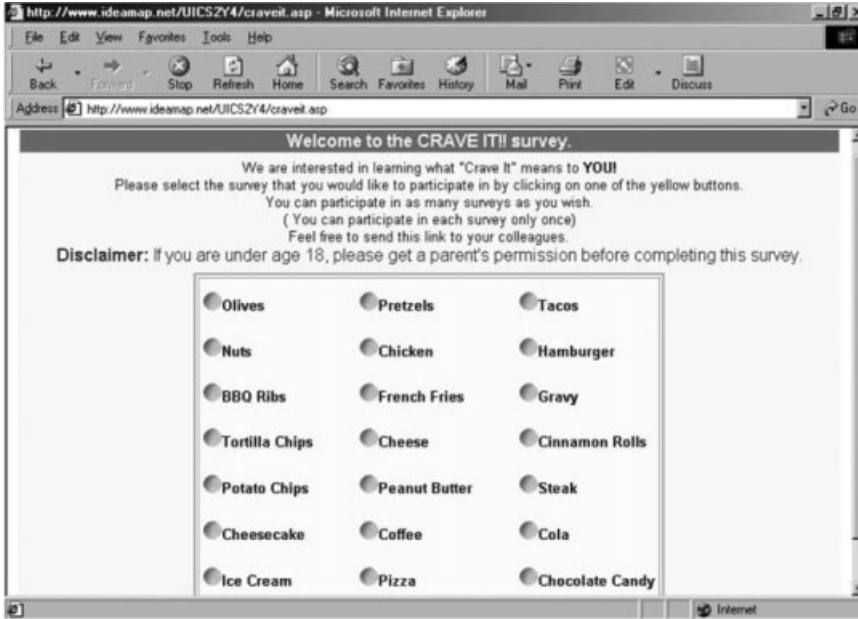 http://www.ideamap.net/UICS2Y4/craveit.asp - Microsoft Internet Explorer
File Edit View Favorites Tools Help
Back Forward Stop Refresh Home Search Favorites History Mail Print Edit Discuss
Address http://www.ideamap.net/UICS2Y4/craveit.asp Go
Welcome to the CRAVE IT!! survey.
We are interested in learning what "Crave It" means to YOU!
Please select the survey that you would like to participate in by clicking on one of the yellow buttons.
You can participate in as many surveys as you wish.
( You can participate in each survey only once)
Feel free to send this link to your colleagues.
Disclaimer: If you are under age 18, please get a parent's permission before completing this survey.
Olives Pretzels Tacos
Nuts Chicken Hamburger
BBQ Ribs French Fries Gravy
Tortilla Chips Cheese Cinnamon Rolls
Potato Chips Peanut Butter Steak
Cheesecake Coffee Cola
Ice Cream Pizza Chocolate Candy
Internet